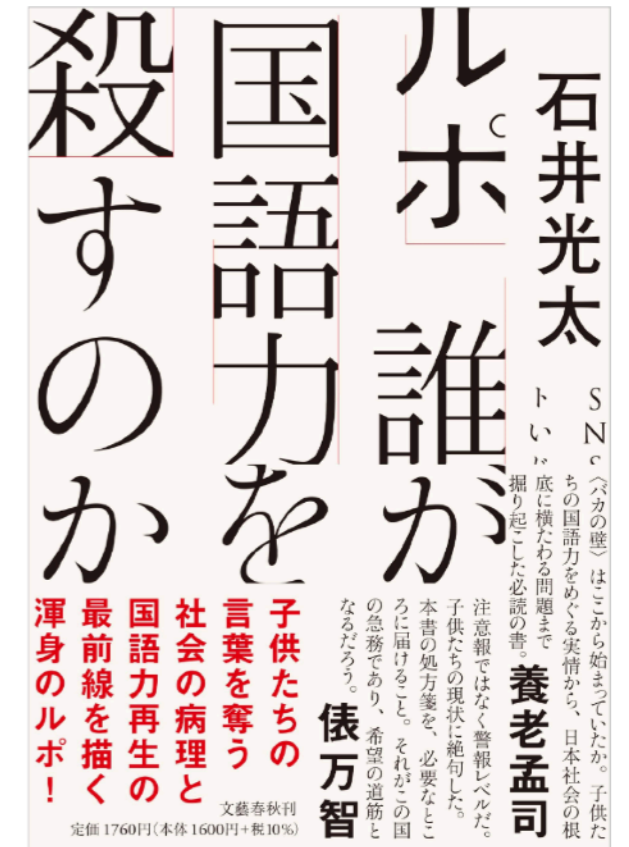 石井光太
ルポ 誰が
国語力を
殺すのか
SNS
トいじ
〈バカの壁〉はここから始まっていたか。子供た
ちの国語力をめぐる実情から、日本社会の根
底に横たわる問題まで
掘り起こした必読の書。
養老孟司
注意報ではなく警報レベルだ。
子供たちの現状に絶句した。
本書の処方箋を、必要なとこ
ろに届けること。それがこの国
の急務であり、希望の道筋と
なるだろう。
俵万智
子供たちの
言葉を奪う
社会の病理と
国語力再生の
最前線を描く
渾身のルポ!
文藝春秋刊
定価1760円(本体1600円+税10%)